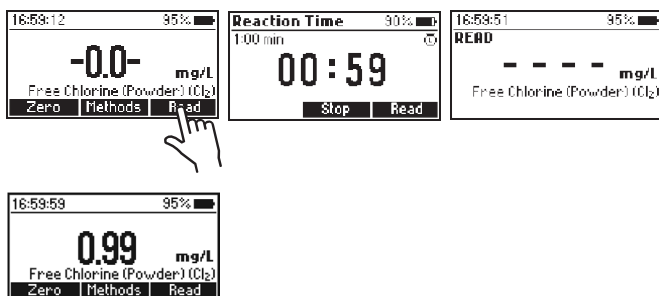 16:59:12 95%
-0.0- mg/L
Free Chlorine (Powder) (Cl₂)
Zero Methods Read
Reaction Time 90%
1:00 min
00:59
Stop Read
16:59:51 95%
READ
---- mg/L
Free Chlorine (Powder) (Cl₂)
16:59:59 95%
0.99 mg/L
Free Chlorine (Powder) (Cl₂)
Zero Methods Read